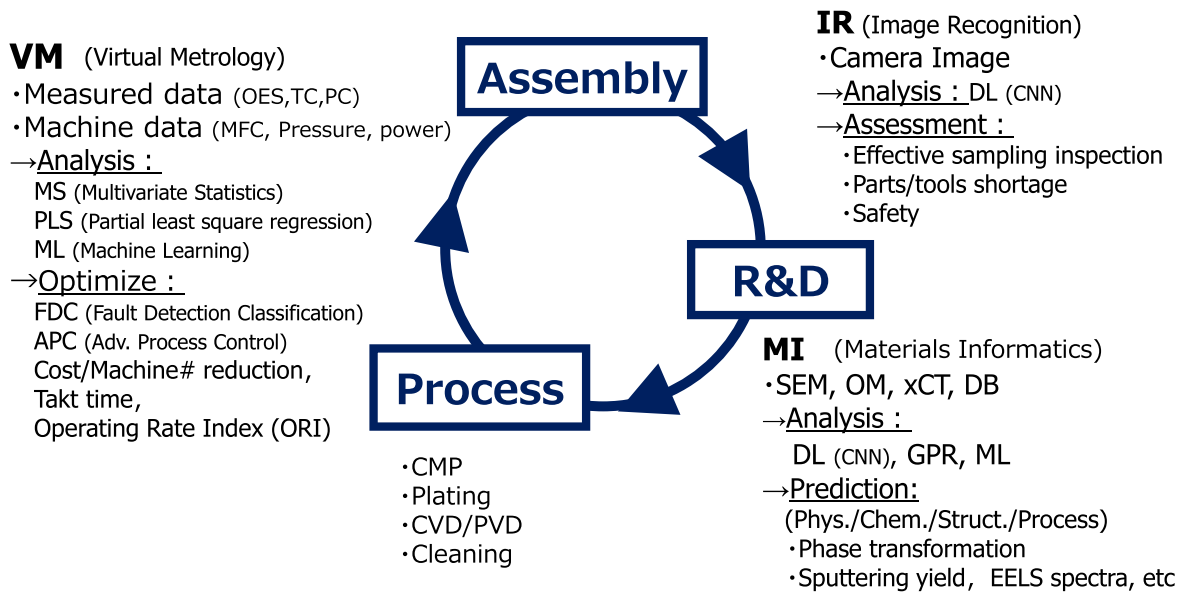 VM (Virtual Metrology)
・Measured data (OES,TC,PC)
・Machine data (MFC, Pressure, power)
→Analysis :
MS (Multivariate Statistics)
PLS (Partial least square regression)
ML (Machine Learning)
→Optimize :
FDC (Fault Detection Classification)
APC (Adv. Process Control)
Cost/Machine# reduction,
Takt time,
Operating Rate Index (ORI)
Assembly
R&D
Process
・CMP
・Plating
・CVD/PVD
・Cleaning
IR (Image Recognition)
・Camera Image
→Analysis : DL (CNN)
→Assessment :
・Effective sampling inspection
・Parts/tools shortage
・Safety
MI (Materials Informatics)
・SEM, OM, xCT, DB
→Analysis :
DL (CNN), GPR, ML
→Prediction:
(Phys./Chem./Struct./Process)
・Phase transformation
・Sputtering yield, EELS spectra, etc